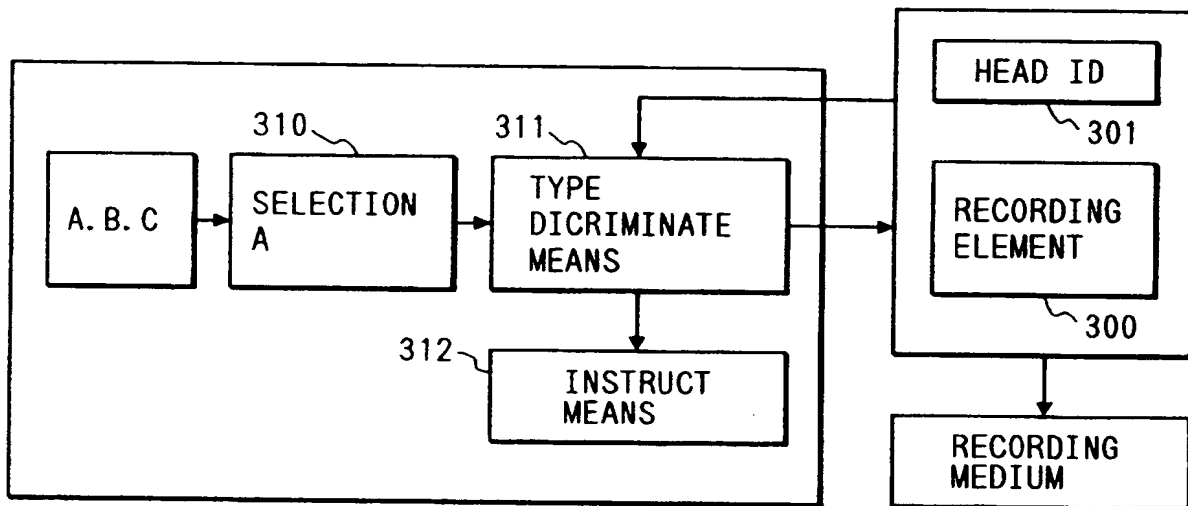 HEAD ID
301
310
311
A.B.C
SELECTION
A
TYPE
DICRIMINATE
MEANS
RECORDING
ELEMENT
300
312
INSTRUCT
MEANS
RECORDING
MEDIUM